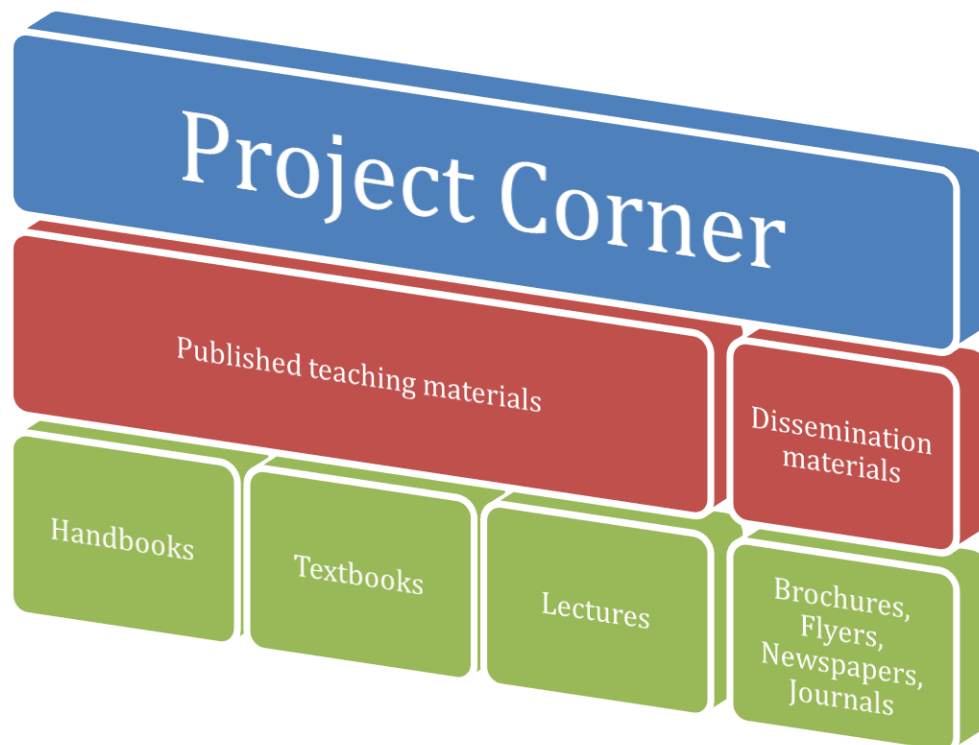 Project Corner
Published teaching materials
Dissemination
materials
Handbooks
Textbooks
Lectures
Brochures,
Flyers,
Newspapers,
Journals